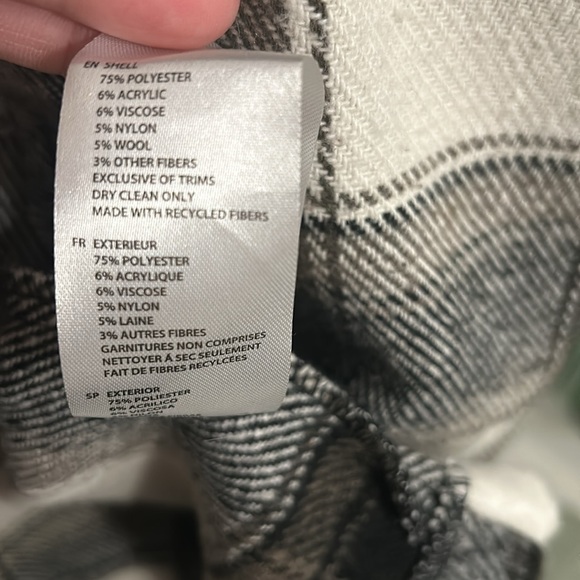 EN SHELL
75% POLYESTER
6% ACRYLIC
6% VISCOSE
5% NYLON
5% WOOL
3% OTHER FIBERS
EXCLUSIVE OF TRIMS
DRY CLEAN ONLY
MADE WITH RECYCLED FIBERS
FR EXTERIEUR
75% POLYESTER
6% ACRYLIQUE
6% VISCOSE
5% NYLON
5% LAINE
3% AUTRES FIBRES
GARNITURES NON COMPRISES
NETTOYER Á SEC SEULEMENT
FAIT DE FIBRES RECYLCÉES
SP EXTERIOR
75% POLIESTER
6% ACRILICO
6% VISCOSA